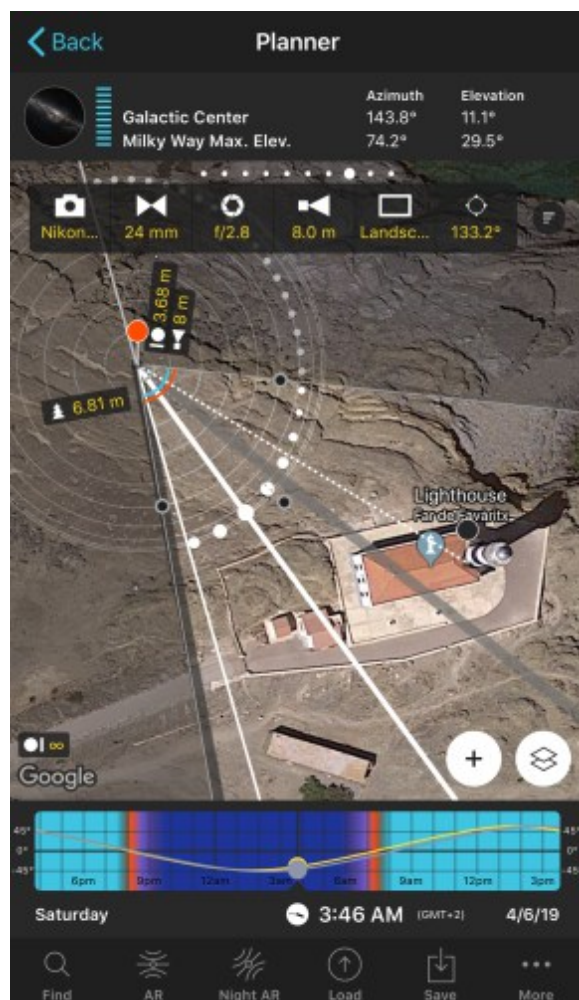 Back
Planner
Azimuth Elevation
Galactic Center 143.8° 11.1°
Milky Way Max. Elev. 74.2° 29.5°
Nikon... 24 mm f/2.8 8.0 m Landsc... 133.2°
3.68 m
8 m
6.81 m
Lighthouse
Far de Favàritx
∞
Google
45° 45°
0° 0°
-45° -45°
6pm 9pm 12am 3am 6am 9am 12pm 3pm
Saturday 3:46 AM (GMT+2) 4/6/19
Find AR Night AR Load Save More